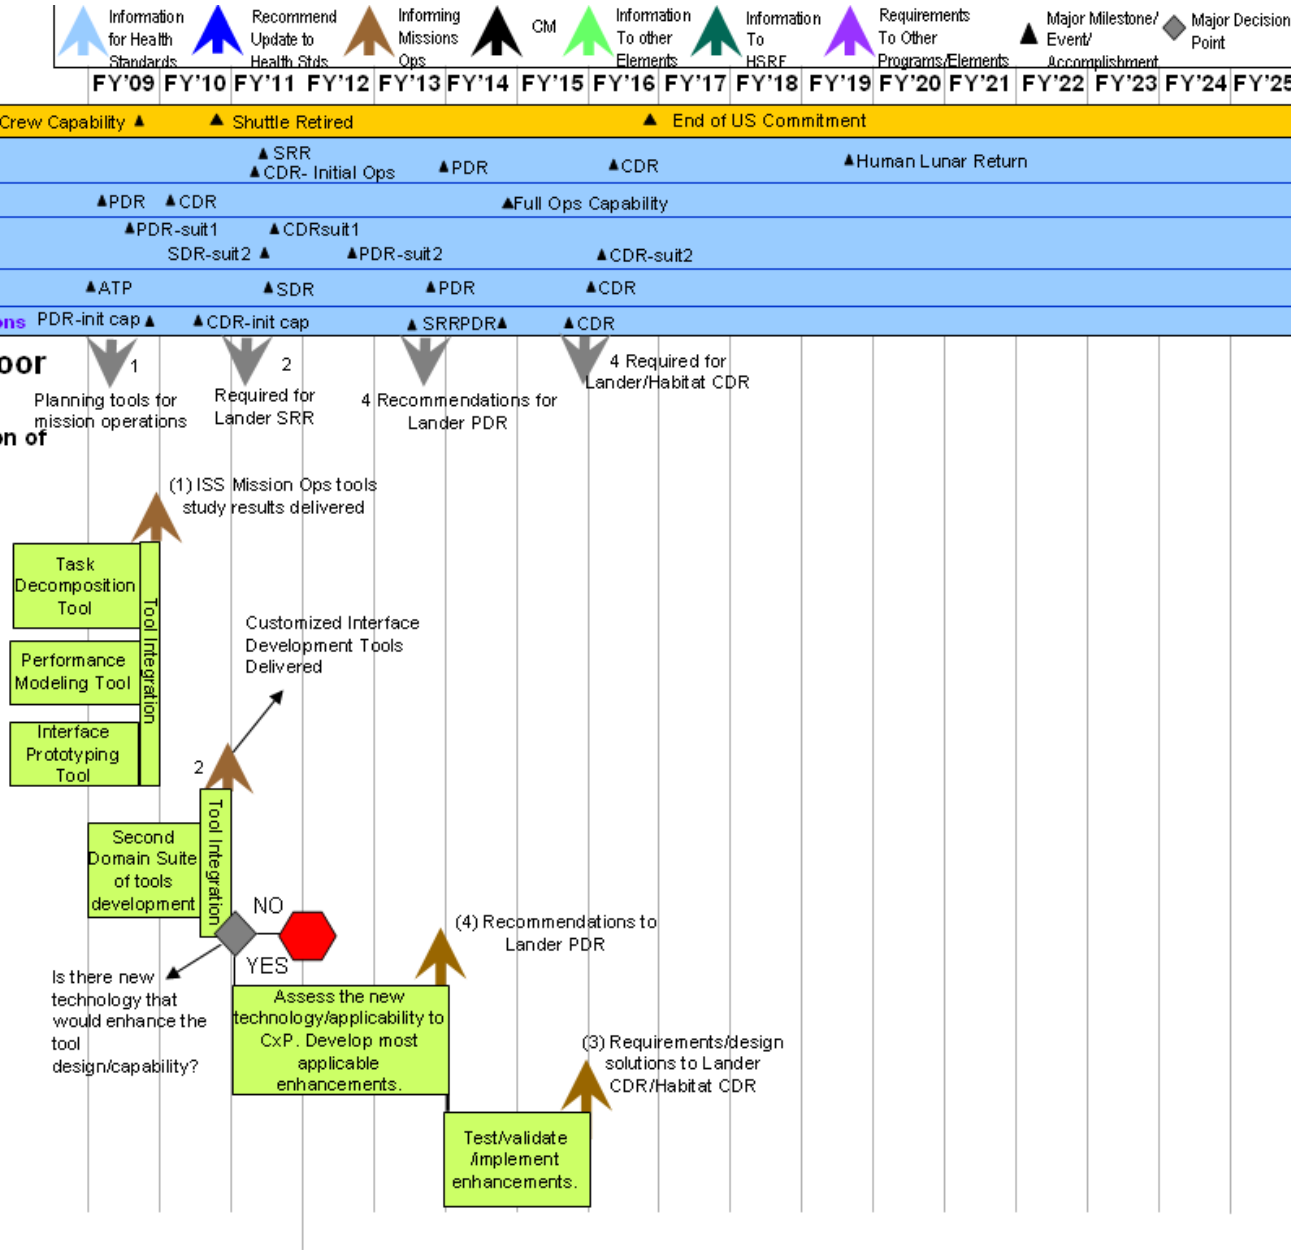 Information
for Health
Standards
Recommend
Update to
Health Stds
Informing
Missions
Ops
CM
Information
To other
Elements
Information
To
HSRF
Requirements
To Other
Programs/Elements
Major Milestone/
Event/
Accomplishment
Major Decision
Point
FY'09 FY'10 FY'11 FY'12 FY'13 FY'14 FY'15 FY'16 FY'17 FY'18 FY'19 FY'20 FY'21 FY'22 FY'23 FY'24 FY'25
Crew Capability Shuttle Retired End of US Commitment
SRR
CDR- Initial Ops PDR CDR Human Lunar Return
PDR CDR Full Ops Capability
PDR-suit1 CDRsuit1
SDR-suit2 PDR-suit2 CDR-suit2
ATP SDR PDR CDR
ons PDR-init cap CDR-init cap SRRPDR CDR
oor
on of
1
Planning tools for
mission operations
2
Required for
Lander SRR
4 Recommendations for
Lander PDR
4 Required for
Lander/Habitat CDR
(1) ISS Mission Ops tools
study results delivered
Task
Decomposition
Tool
Performance
Modeling Tool
Interface
Prototyping
Tool
Tool Integration
Customized Interface
Development Tools
Delivered
2
Second
Domain Suite
of tools
development
Tool Integration
NO
YES
Is there new
technology that
would enhance the
tool
design/capability?
Assess the new
technology/applicability to
CxP. Develop most
applicable
enhancements.
(4) Recommendations to
Lander PDR
(3) Requirements/design
solutions to Lander
CDR/Habitat CDR
Test/validate
/implement
enhancements.